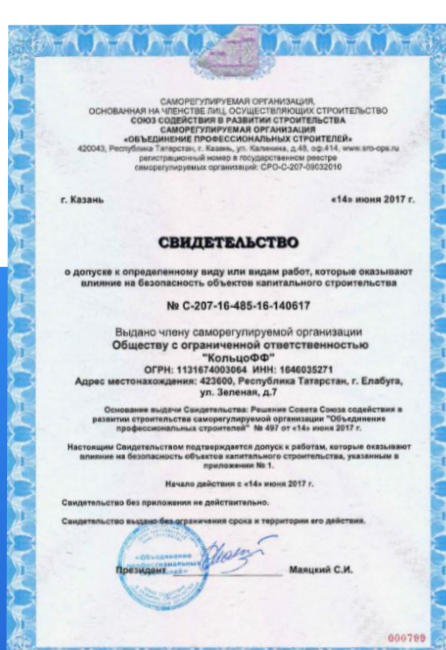 САМОРЕГУЛИРУЕМАЯ ОРГАНИЗАЦИЯ,
ОСНОВАННАЯ НА ЧЛЕНСТВЕ ЛИЦ, ОСУЩЕСТВЛЯЮЩИХ СТРОИТЕЛЬСТВО
СОЮЗ СОДЕЙСТВИЯ В РАЗВИТИИ СТРОИТЕЛЬСТВА
САМОРЕГУЛИРУЕМАЯ ОРГАНИЗАЦИЯ
«ОБЪЕДИНЕНИЕ ПРОФЕССИОНАЛЬНЫХ СТРОИТЕЛЕЙ»
420043, Республика Татарстан, г. Казань, ул. Калинина, д.48, оф.414, www.sro-ops.ru
регистрационный номер в государственном реестре
саморегулируемых организаций: СРО-С-207-09032010
г. Казань «14» июня 2017 г.
СВИДЕТЕЛЬСТВО
о допуске к определенному виду или видам работ, которые оказывают
влияние на безопасность объектов капитального строительства
№ С-207-16-485-16-140617
Выдано члену саморегулируемой организации
Обществу с ограниченной ответственностью
"КольцоФФ"
ОГРН: 1131674003064 ИНН: 1646035271
Адрес местонахождения: 423600, Республика Татарстан, г. Елабуга,
ул. Зеленая, д.7
Основание выдачи Свидетельства: Решение Совета Союза содействия в
развитии строительства саморегулируемой организации "Объединение
профессиональных строителей" № 497 от «14» июня 2017 г.
Настоящим Свидетельством подтверждается допуск к работам, которые оказывают
влияние на безопасность объектов капитального строительства, указанным в
приложении № 1.
Начало действия с «14» июня 2017 г.
Свидетельство без приложения не действительно.
Свидетельство выдано без ограничения срока и территории его действия.
«Объединение
профессиональных
строителей»
Президент Маяцкий С.И.
000799